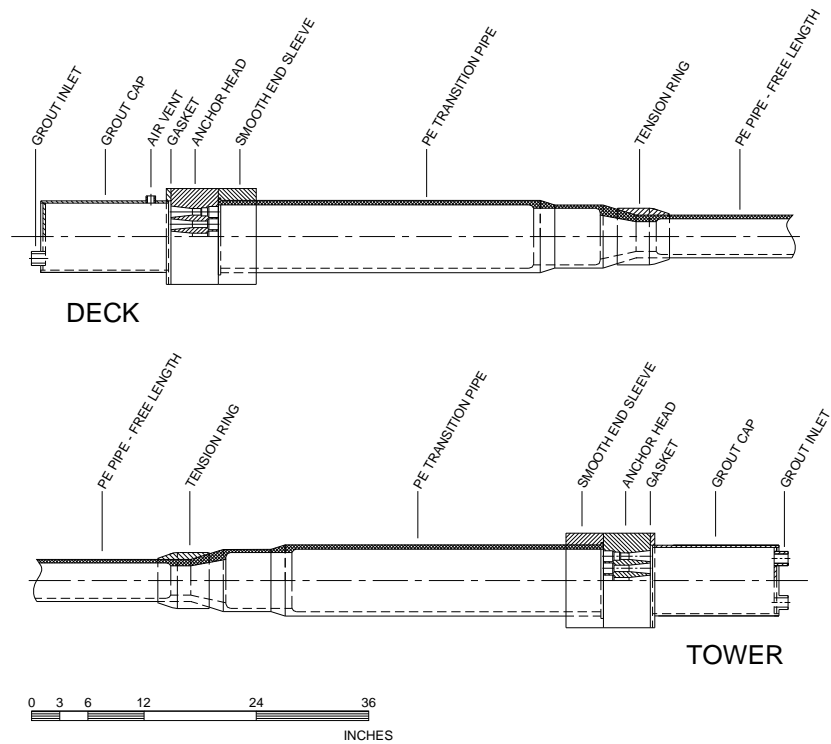 GROUT INLET
GROUT CAP
AIR VENT
GASKET
ANCHOR HEAD
SMOOTH END SLEEVE
PE TRANSITION PIPE
TENSION RING
PE PIPE - FREE LENGTH
DECK
PE PIPE - FREE LENGTH
TENSION RING
PE TRANSITION PIPE
SMOOTH END SLEEVE
ANCHOR HEAD
GASKET
GROUT CAP
GROUT INLET
TOWER
0 3 6 12 24 36
INCHES